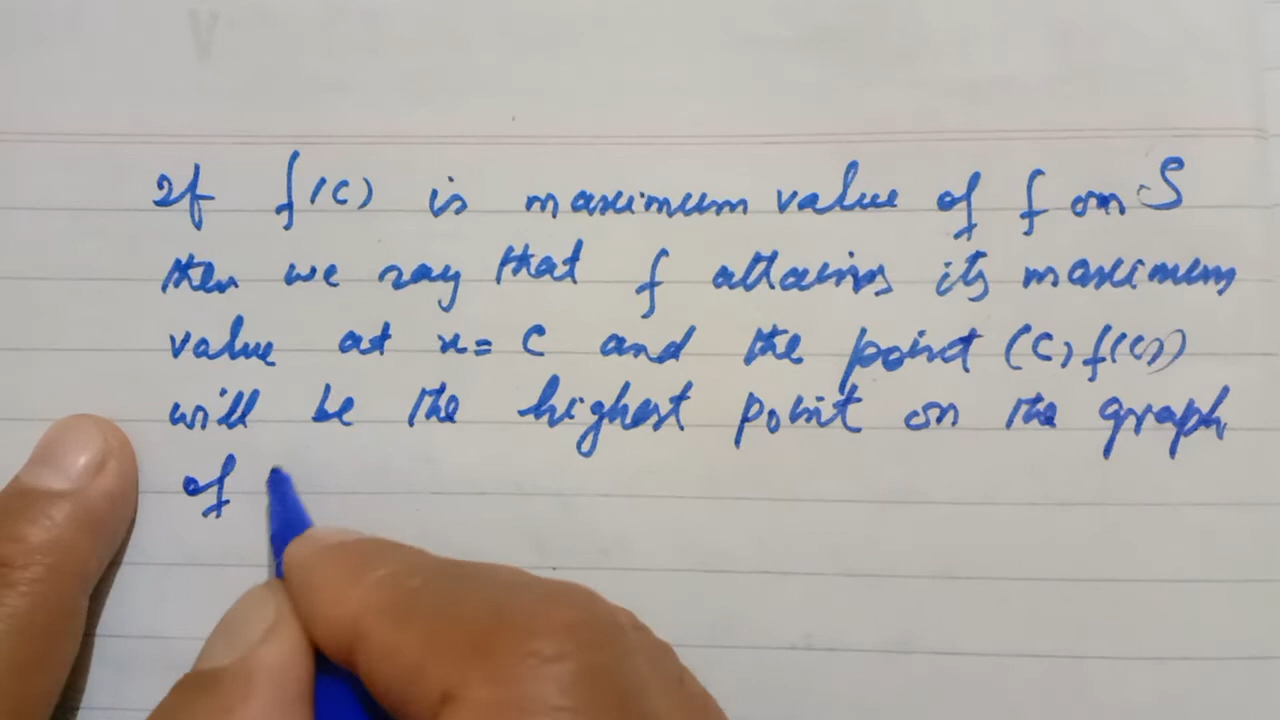 If f(c) is maximum value of f on S
then we say that f attains its maximum
value at x = c and the point (c, f(c))
will be the highest point on the graph
of